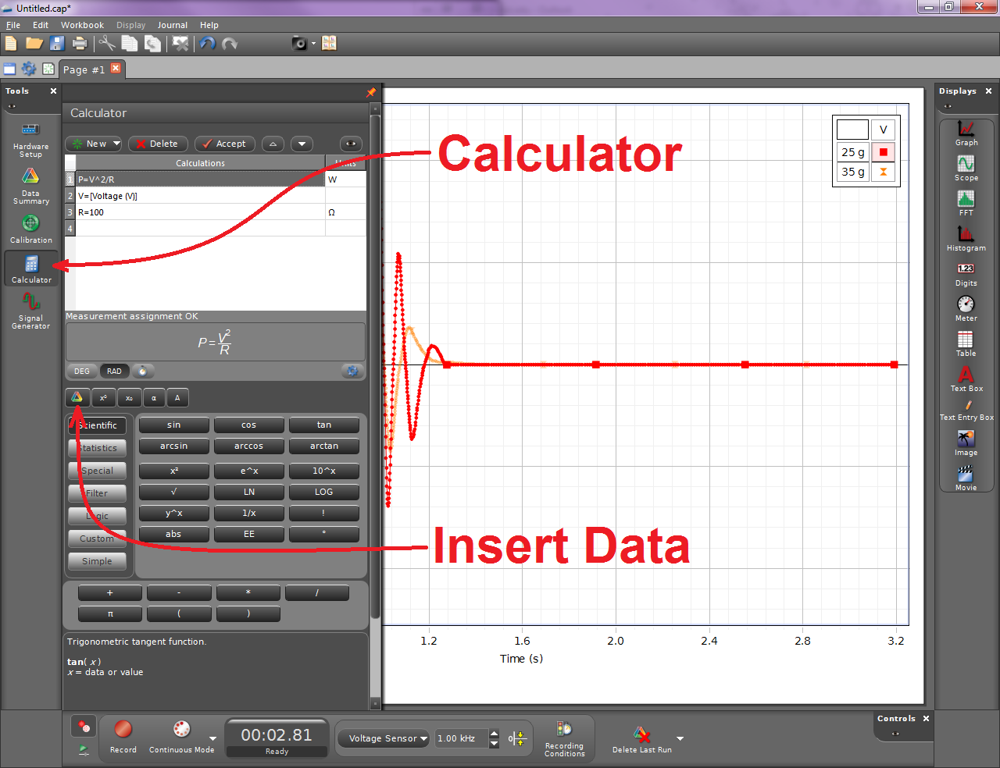 Untitled.cap*
File Edit Workbook Display Journal Help
Page #1
Tools
Hardware
Setup
Data
Summary
Calibration
Calculator
Signal
Generator
Calculator
New Delete Accept
Calculations Units
1 P=V^2/R W
2 V=[Voltage (V)]
3 R=100 Ω
4
Measurement assignment OK
P=V²/R
DEG RAD
x² x₀ α A
Scientific
Statistics
Special
Filter
Logic
Custom
Simple
sin cos tan
arcsin arccos arctan
x² e^x 10^x
√ LN LOG
y^x 1/x !
abs EE °
+ - * /
π ( )
Trigonometric tangent function.
tan( x )
x = data or value
Calculator
Insert Data
V
25 g
35 g
1.2 1.6 2.0 2.4 2.8 3.2
Time (s)
Displays
Graph
Scope
FFT
Histogram
1.23
Digits
Meter
Table
A
Text Box
Text Entry Box
Image
Movie
Record
Continuous Mode
00:02.81
Ready
Voltage Sensor
1.00 kHz
0
Recording
Conditions
Delete Last Run
Controls